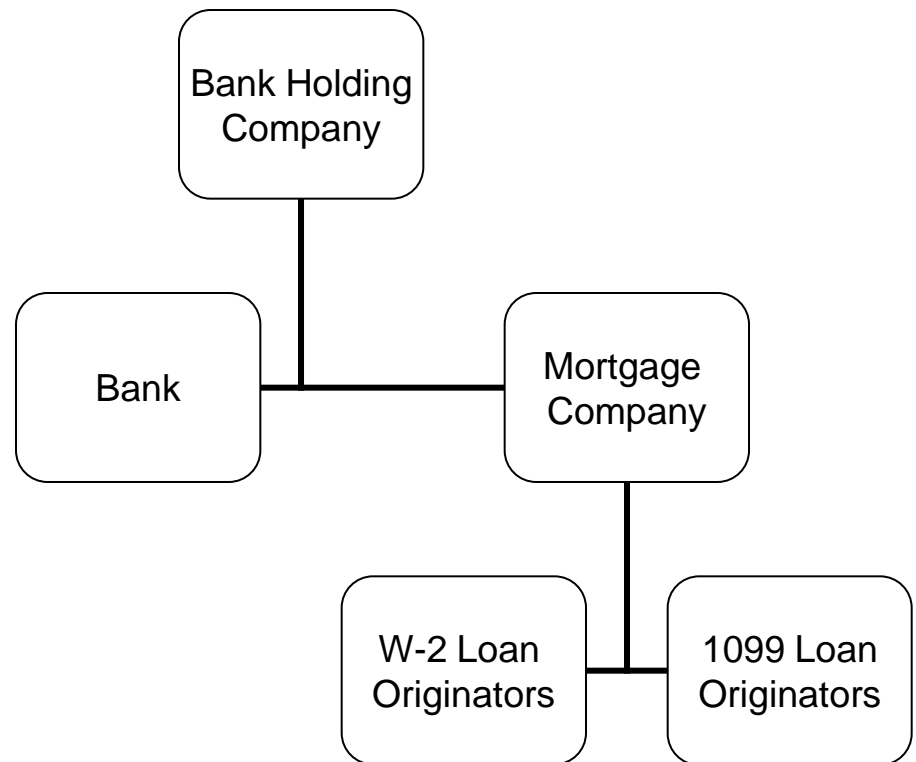 Bank Holding
Company
Bank
Mortgage
Company
W-2 Loan
Originators
1099 Loan
Originators